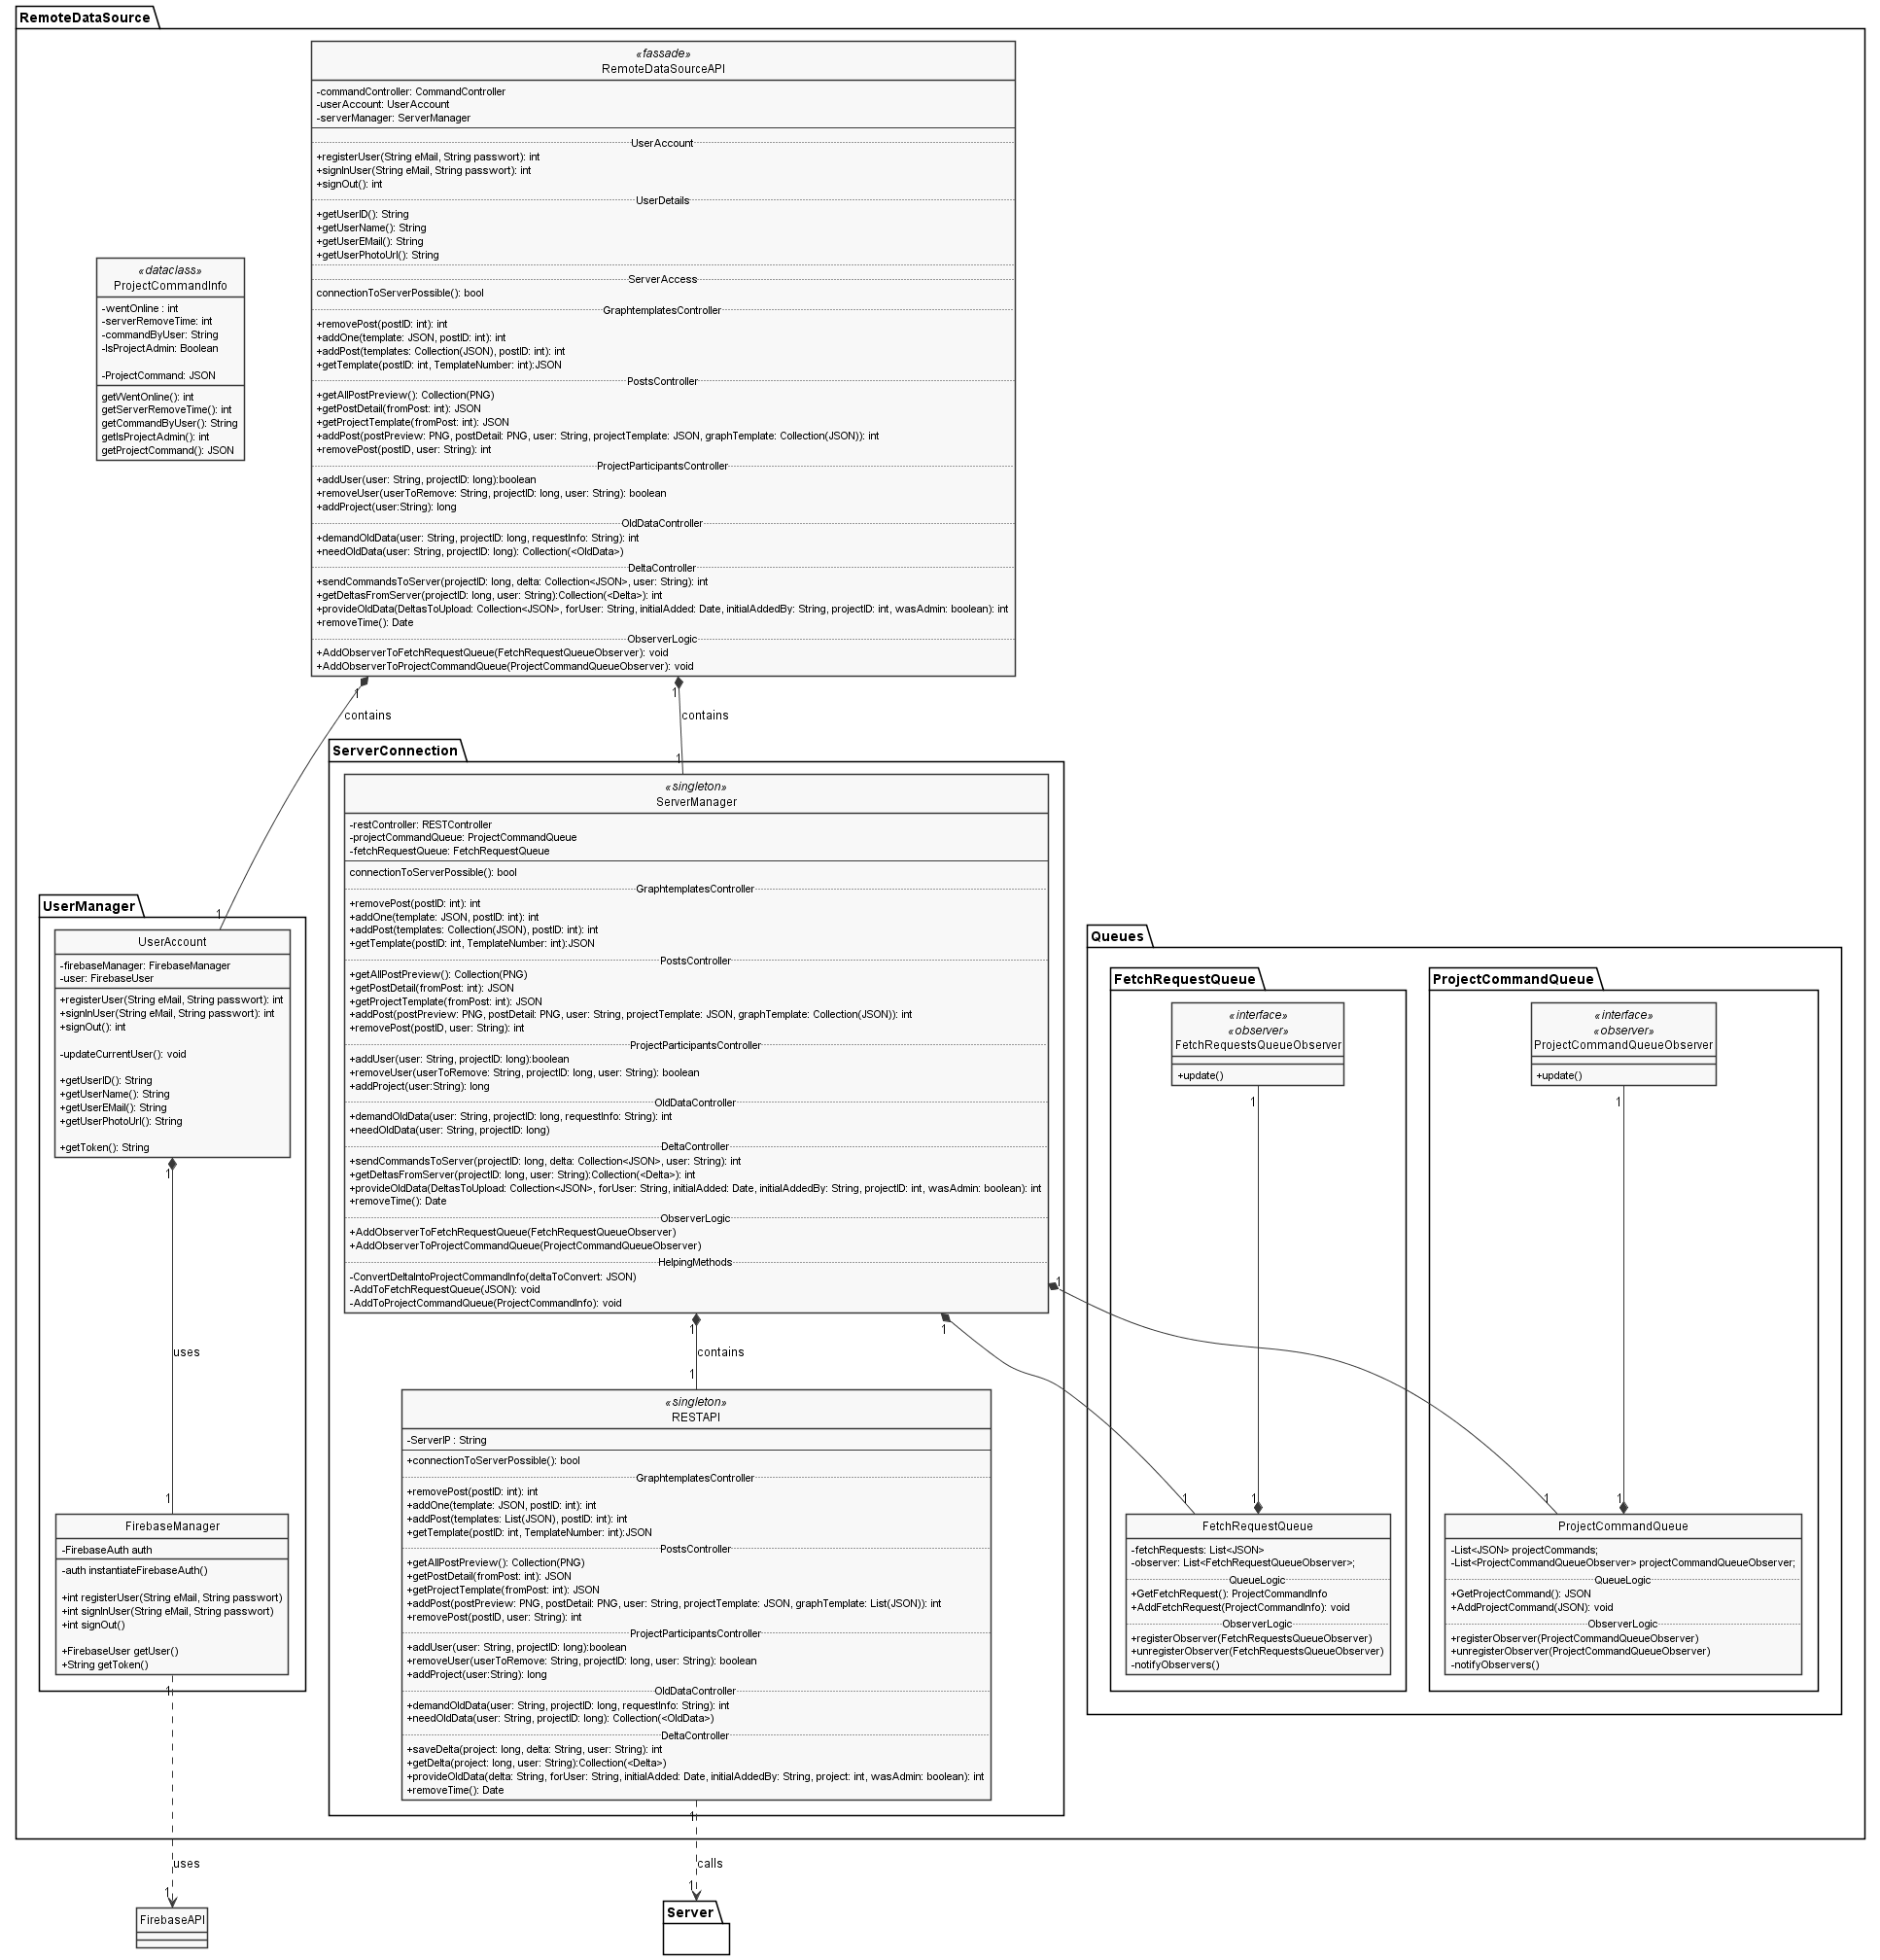 RemoteDataSource
«fassade»
RemoteDataSourceAPI
-commandController: CommandController
-userAccount: UserAccount
-serverManager: ServerManager
UserAccount
+registerUser(String eMail, String passwort): int
+signInUser(String eMail, String passwort): int
+signOut(): int
UserDetails
+getUserID(): String
+getUserName(): String
+getUserEMail(): String
+getUserPhotoUrl(): String
ServerAccess
connectionToServerPossible(): bool
GraphtemplatesController
+removePost(postID: int): int
+addOne(template: JSON, postID: int): int
+addPost(templates: Collection(JSON), postID: int): int
+getTemplate(postID: int, TemplateNumber: int):JSON
PostsController
+getAllPostPreview(): Collection(PNG)
+getPostDetail(fromPost: int): JSON
+getProjectTemplate(fromPost: int): JSON
+addPost(postPreview: PNG, postDetail: PNG, user: String, projectTemplate: JSON, graphTemplate: Collection(JSON)): int
+removePost(postID, user: String): int
ProjectParticipantsController
+addUser(user: String, projectID: long):boolean
+removeUser(userToRemove: String, projectID: long, user: String): boolean
+addProject(user:String): long
OldDataController
+demandOldData(user: String, projectID: long, requestInfo: String): int
+needOldData(user: String, projectID: long): Collection(<OldData>)
DeltaController
+sendCommandsToServer(projectID: long, delta: Collection<JSON>, user: String): int
+getDeltasFromServer(projectID: long, user: String):Collection(<Delta>): int
+provideOldData(DeltasToUpload: Collection<JSON>, forUser: String, initialAdded: Date, initialAddedBy: String, projectID: int, wasAdmin: boolean): int
+removeTime(): Date
ObserverLogic
+AddObserverToFetchRequestQueue(FetchRequestQueueObserver): void
+AddObserverToProjectCommandQueue(ProjectCommandQueueObserver): void
«dataclass»
ProjectCommandInfo
-wentOnline : int
-serverRemoveTime: int
-commandByUser: String
-IsProjectAdmin: Boolean
-ProjectCommand: JSON
getWentOnline(): int
getServerRemoveTime(): int
getCommandByUser(): String
getIsProjectAdmin(): int
getProjectCommand(): JSON
1
contains
1
1
contains
1
ServerConnection
«singleton»
ServerManager
-restController: RESTController
-projectCommandQueue: ProjectCommandQueue
-fetchRequestQueue: FetchRequestQueue
connectionToServerPossible(): bool
GraphtemplatesController
+removePost(postID: int): int
+addOne(template: JSON, postID: int): int
+addPost(templates: Collection(JSON), postID: int): int
+getTemplate(postID: int, TemplateNumber: int):JSON
PostsController
+getAllPostPreview(): Collection(PNG)
+getPostDetail(fromPost: int): JSON
+getProjectTemplate(fromPost: int): JSON
+addPost(postPreview: PNG, postDetail: PNG, user: String, projectTemplate: JSON, graphTemplate: Collection(JSON)): int
+removePost(postID, user: String): int
ProjectParticipantsController
+addUser(user: String, projectID: long):boolean
+removeUser(userToRemove: String, projectID: long, user: String): boolean
+addProject(user:String): long
OldDataController
+demandOldData(user: String, projectID: long, requestInfo: String): int
+needOldData(user: String, projectID: long)
DeltaController
+sendCommandsToServer(projectID: long, delta: Collection<JSON>, user: String): int
+getDeltasFromServer(projectID: long, user: String):Collection(<Delta>): int
+provideOldData(DeltasToUpload: Collection<JSON>, forUser: String, initialAdded: Date, initialAddedBy: String, projectID: int, wasAdmin: boolean): int
+removeTime(): Date
ObserverLogic
+AddObserverToFetchRequestQueue(FetchRequestQueueObserver)
+AddObserverToProjectCommandQueue(ProjectCommandQueueObserver)
HelpingMethods
-ConvertDeltaIntoProjectCommandInfo(deltaToConvert: JSON)
-AddToFetchRequestQueue(JSON): void
-AddToProjectCommandQueue(ProjectCommandInfo): void
1
1
1
contains
1
«singleton»
RESTAPI
-ServerIP : String
+connectionToServerPossible(): bool
GraphtemplatesController
+removePost(postID: int): int
+addOne(template: JSON, postID: int): int
+addPost(templates: List(JSON), postID: int): int
+getTemplate(postID: int, TemplateNumber: int):JSON
PostsController
+getAllPostPreview(): Collection(PNG)
+getPostDetail(fromPost: int): JSON
+getProjectTemplate(fromPost: int): JSON
+addPost(postPreview: PNG, postDetail: PNG, user: String, projectTemplate: JSON, graphTemplate: List(JSON)): int
+removePost(postID, user: String): int
ProjectParticipantsController
+addUser(user: String, projectID: long):boolean
+removeUser(userToRemove: String, projectID: long, user: String): boolean
+addProject(user:String): long
OldDataController
+demandOldData(user: String, projectID: long, requestInfo: String): int
+needOldData(user: String, projectID: long): Collection(<OldData>)
DeltaController
+saveDelta(project: long, delta: String, user: String): int
+getDelta(project: long, user: String):Collection(<Delta>)
+provideOldData(delta: String, forUser: String, initialAdded: Date, initialAddedBy: String, project: int, wasAdmin: boolean): int
+removeTime(): Date
1
calls
1
Server
UserManager
UserAccount
-firebaseManager: FirebaseManager
-user: FirebaseUser
+registerUser(String eMail, String passwort): int
+signInUser(String eMail, String passwort): int
+signOut(): int
-updateCurrentUser(): void
+getUserID(): String
+getUserName(): String
+getUserEMail(): String
+getUserPhotoUrl(): String
+getToken(): String
1
uses
1
FirebaseManager
-FirebaseAuth auth
-auth instantiateFirebaseAuth()
+int registerUser(String eMail, String passwort)
+int signInUser(String eMail, String passwort)
+int signOut()
+FirebaseUser getUser()
+String getToken()
1
uses
1
FirebaseAPI
Queues
FetchRequestQueue
«interface»
«observer»
FetchRequestsQueueObserver
+update()
1
1
1
FetchRequestQueue
-fetchRequests: List<JSON>
-observer: List<FetchRequestQueueObserver>;
QueueLogic
+GetFetchRequest(): ProjectCommandInfo
+AddFetchRequest(ProjectCommandInfo): void
ObserverLogic
+registerObserver(FetchRequestsQueueObserver)
+unregisterObserver(FetchRequestsQueueObserver)
-notifyObservers()
ProjectCommandQueue
«interface»
«observer»
ProjectCommandQueueObserver
+update()
1
1
1
ProjectCommandQueue
-List<JSON> projectCommands;
-List<ProjectCommandQueueObserver> projectCommandQueueObserver;
QueueLogic
+GetProjectCommand(): JSON
+AddProjectCommand(JSON): void
ObserverLogic
+registerObserver(ProjectCommandQueueObserver)
+unregisterObserver(ProjectCommandQueueObserver)
-notifyObservers()